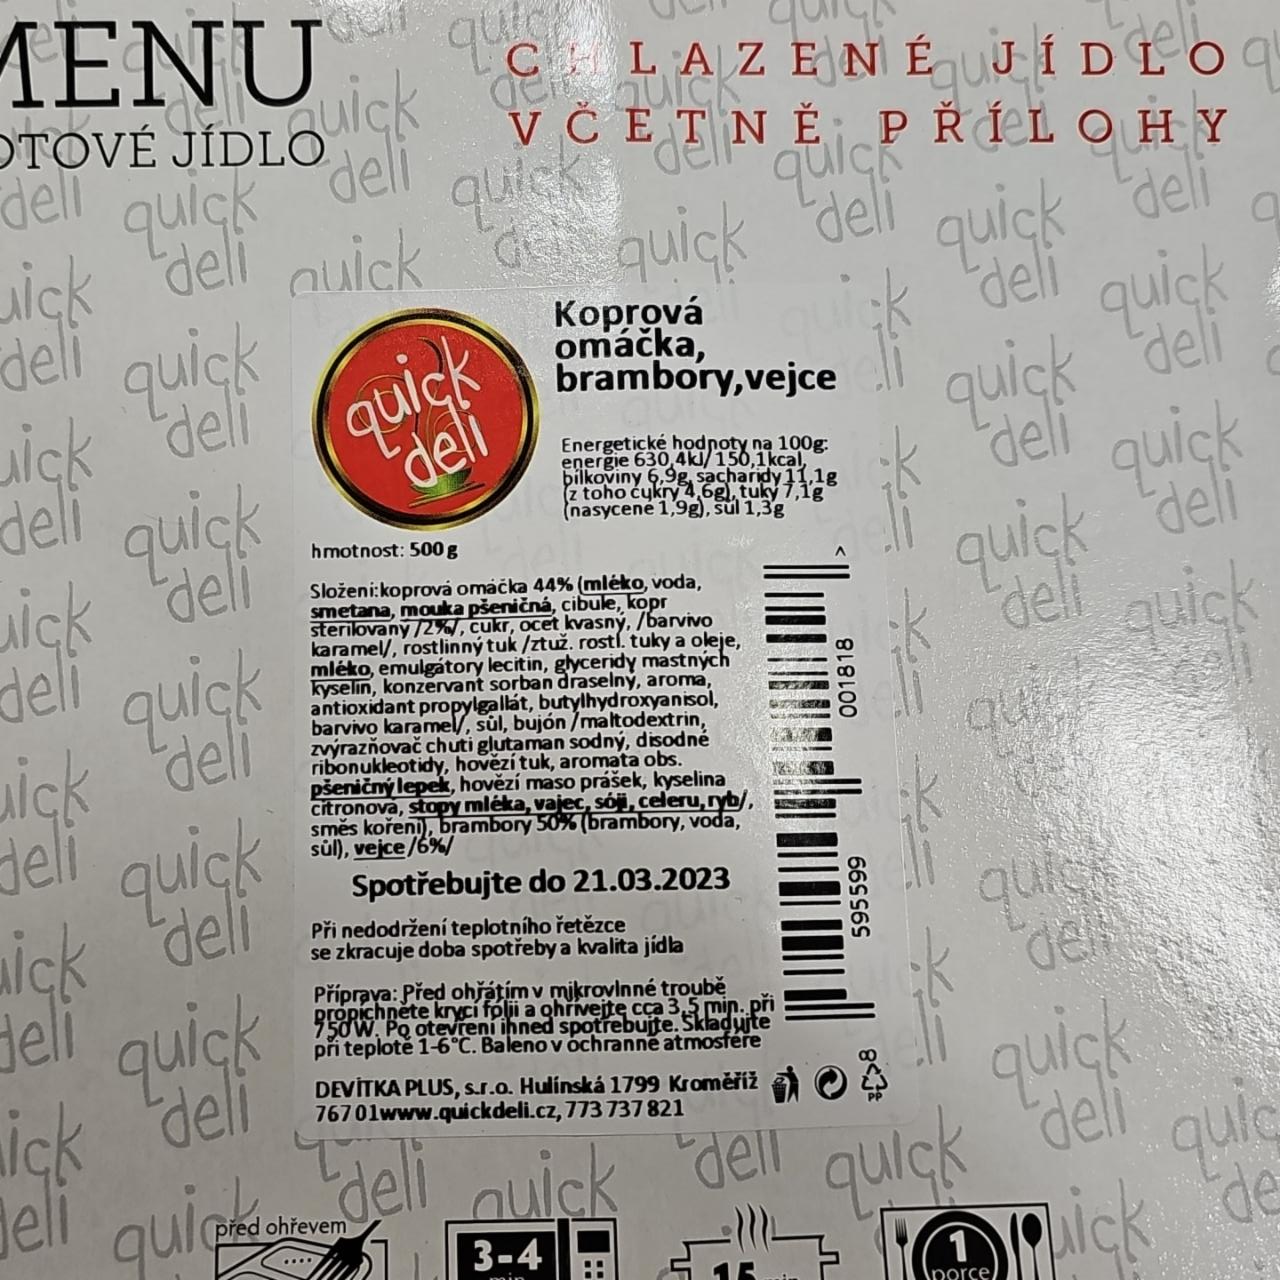 MENU
OTOVÉ JÍDLO
CHLAZENÉ JÍDLO
VČETNĚ PŘÍLOHY
quick deli
Koprová
omáčka,
brambory,vejce
Energetické hodnoty na 100g:
energie 630,4kJ/150,1kcal,
bílkoviny 6,9g, sacharidy 11,1g
(z toho cukry 4,6g), tuky 7,1g
(nasycené 1,9g), sůl 1,3g
hmotnost: 500 g
Složení:koprová omáčka 44% (mléko, voda,
smetana, mouka pšeničná, cibule, kopr
sterilovaný /2%/, cukr, ocet kvasný, /barvivo
karamel/, rostlinný tuk /ztuž. rostl. tuky a oleje,
mléko, emulgátory lecitin, glyceridy mastných
kyselin, konzervant sorban draselny, aroma,
antioxidant propylgallát, butylhydroxyanisol,
barvivo karamel/, sůl, bujón /maltodextrin,
zvýrazňovač chuti glutaman sodný, disodné
ribonukleotidy, hovězí tuk, aromata obs.
pšeničný lepek, hovězí maso prášek, kyselina
citronová, stopy mléka, vajec, sóji, celeru, ryb/,
směs koření), brambory 50% (brambory, voda,
sůl), vejce /6%/
Spotřebujte do 21.03.2023
Při nedodržení teplotního řetězce
se zkracuje doba spotřeby a kvalita jídla
Příprava: Před ohřátím v mikrovlnné troubě
propíchněte krycí fólii a ohřívejte cca 3,5 min. při
750W. Po otevření ihned spotřebujte. Skladujte
při teplotě 1-6°C. Baleno v ochranné atmosféře
DEVÍTKA PLUS, s.r.o. Hulínská 1799 Kroměříž
767 01www.quickdeli.cz, 773 737 821
8 595599 001818 >
PP
před ohřevem
3-4
min
15 min
1
porce